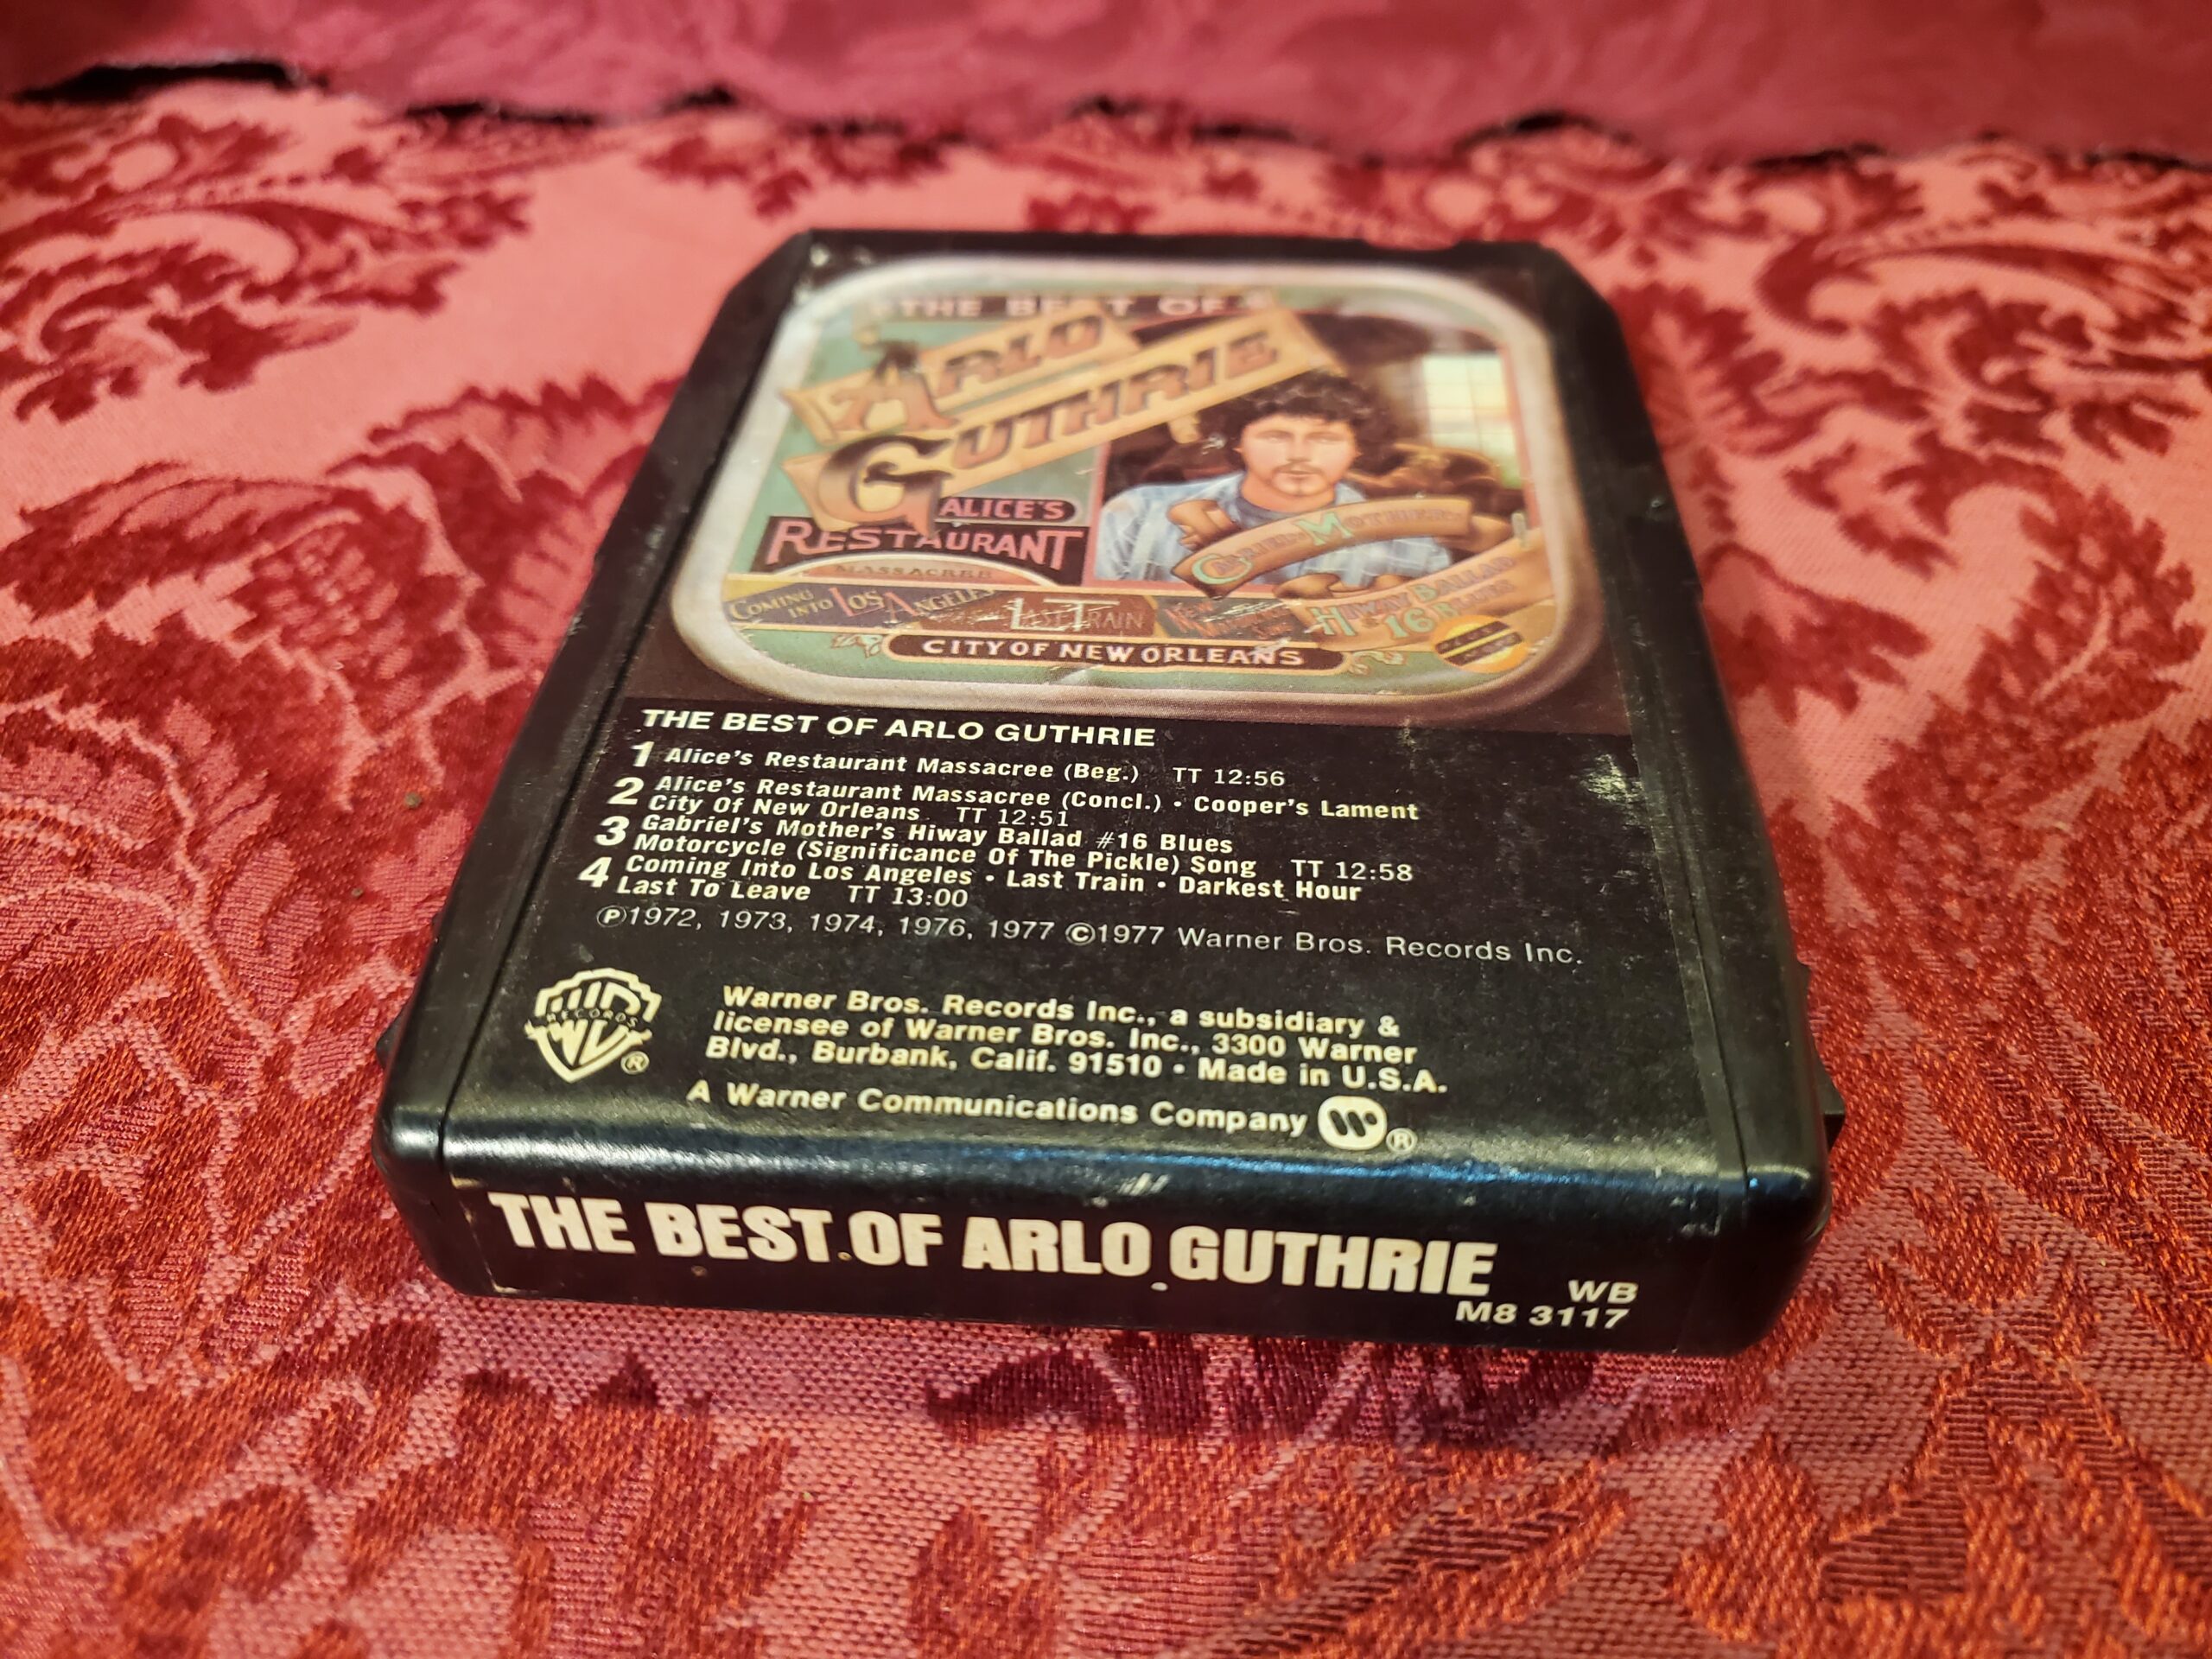 THE BEST OF
ARLO
GUTHRIE
ALICE'S
RESTAURANT
MASSACREE
COMING INTO LOS ANGELES
LAST TRAIN
HIWAY BALLAD
16 BLUES
CITY OF NEW ORLEANS
THE BEST OF ARLO GUTHRIE
1 Alice's Restaurant Massacree (Beg.) TT 12:56
2 Alice's Restaurant Massacree (Concl.) • Cooper's Lament
City Of New Orleans TT 12:51
3 Gabriel's Mother's Hiway Ballad #16 Blues
Motorcycle (Significance Of The Pickle) Song TT 12:58
4 Coming Into Los Angeles • Last Train • Darkest Hour
Last To Leave TT 13:00
℗1972, 1973, 1974, 1976, 1977 ©1977 Warner Bros. Records Inc.
RECORDS
®
Warner Bros. Records Inc., a subsidiary &
licensee of Warner Bros. Inc., 3300 Warner
Blvd., Burbank, Calif. 91510 • Made in U.S.A.
A Warner Communications Company ®
THE BEST OF ARLO GUTHRIE
WB
M8 3117